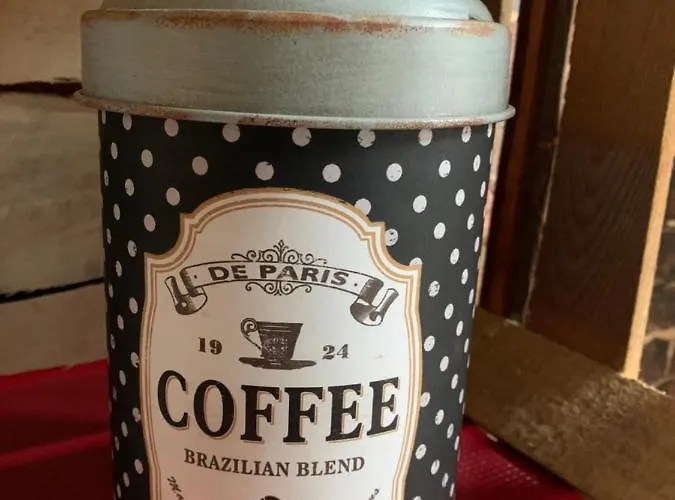 DE PARIS
19 24
COFFEE
BRAZILIAN BLEND